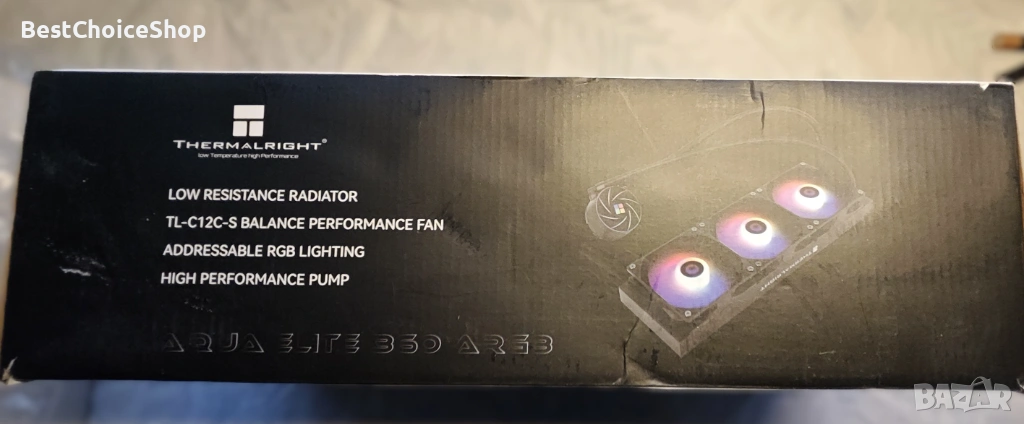 BestChoiceShop
THERMALRIGHT®
low Temperature high Performance
LOW RESISTANCE RADIATOR
TL-C12C-S BALANCE PERFORMANCE FAN
ADDRESSABLE RGB LIGHTING
HIGH PERFORMANCE PUMP
AQUA ELITE 360 ARGB
THERMALRIGHT
BAZAR